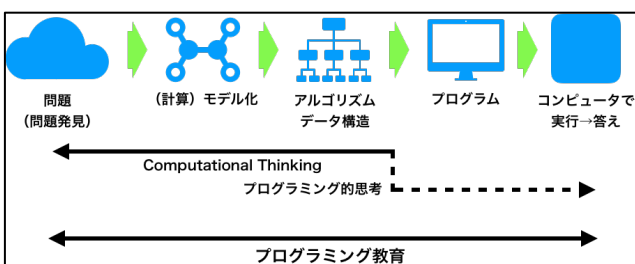 問題
(問題発見)
(計算)モデル化
アルゴリズム
データ構造
プログラム
コンピュータで
実行→答え
Computational Thinking
プログラミング的思考
プログラミング教育